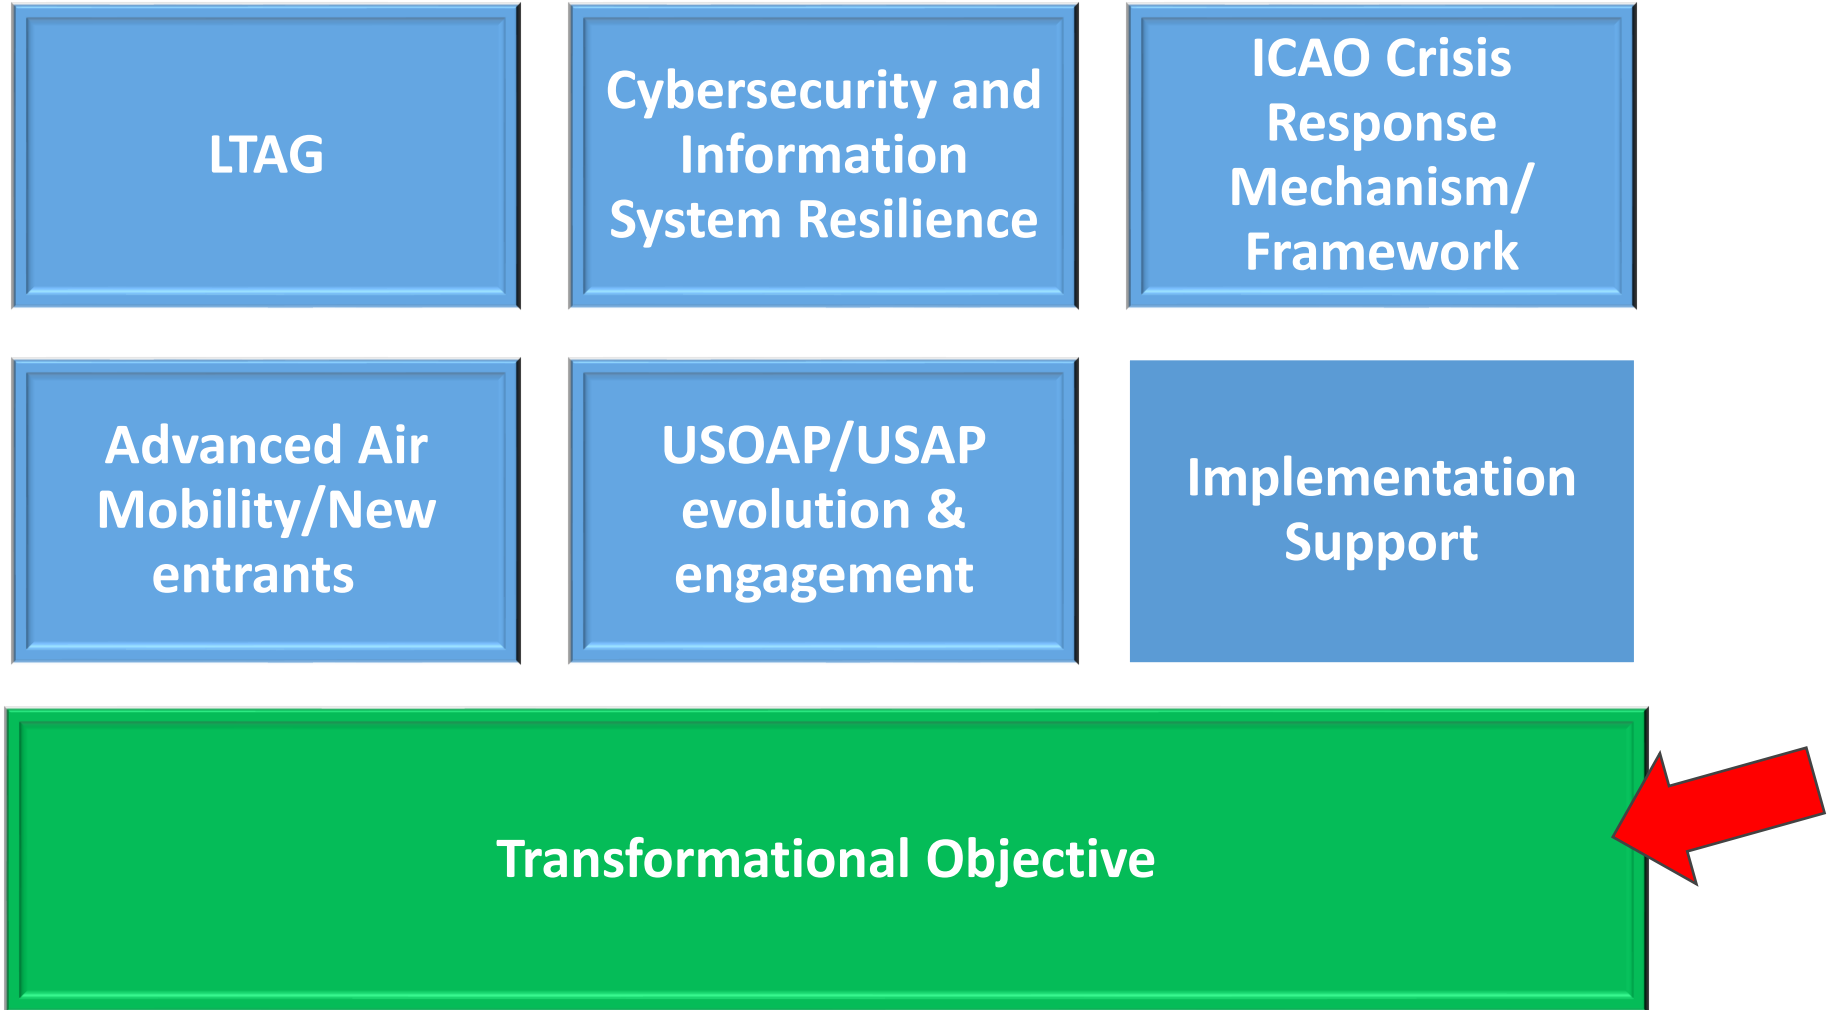 LTAG
Cybersecurity and
Information
System Resilience
ICAO Crisis
Response
Mechanism/
Framework
Advanced Air
Mobility/New
entrants
USOAP/USAP
evolution &
engagement
Implementation
Support
Transformational Objective